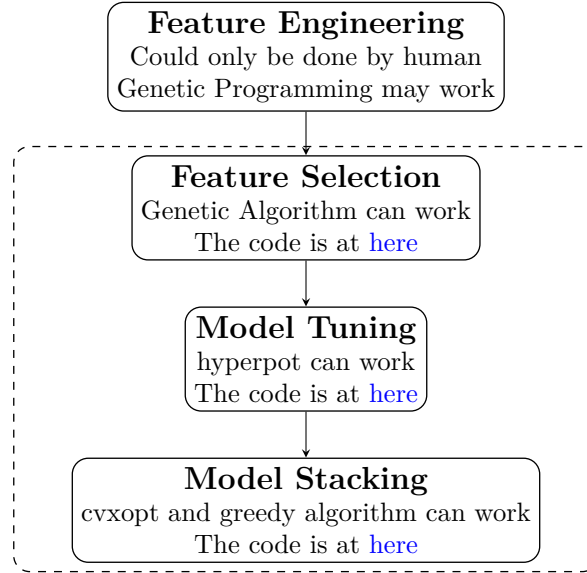 Feature Engineering
Could only be done by human
Genetic Programming may work
Feature Selection
Genetic Algorithm can work
The code is at here
Model Tuning
hyperpot can work
The code is at here
Model Stacking
cvxopt and greedy algorithm can work
The code is at here